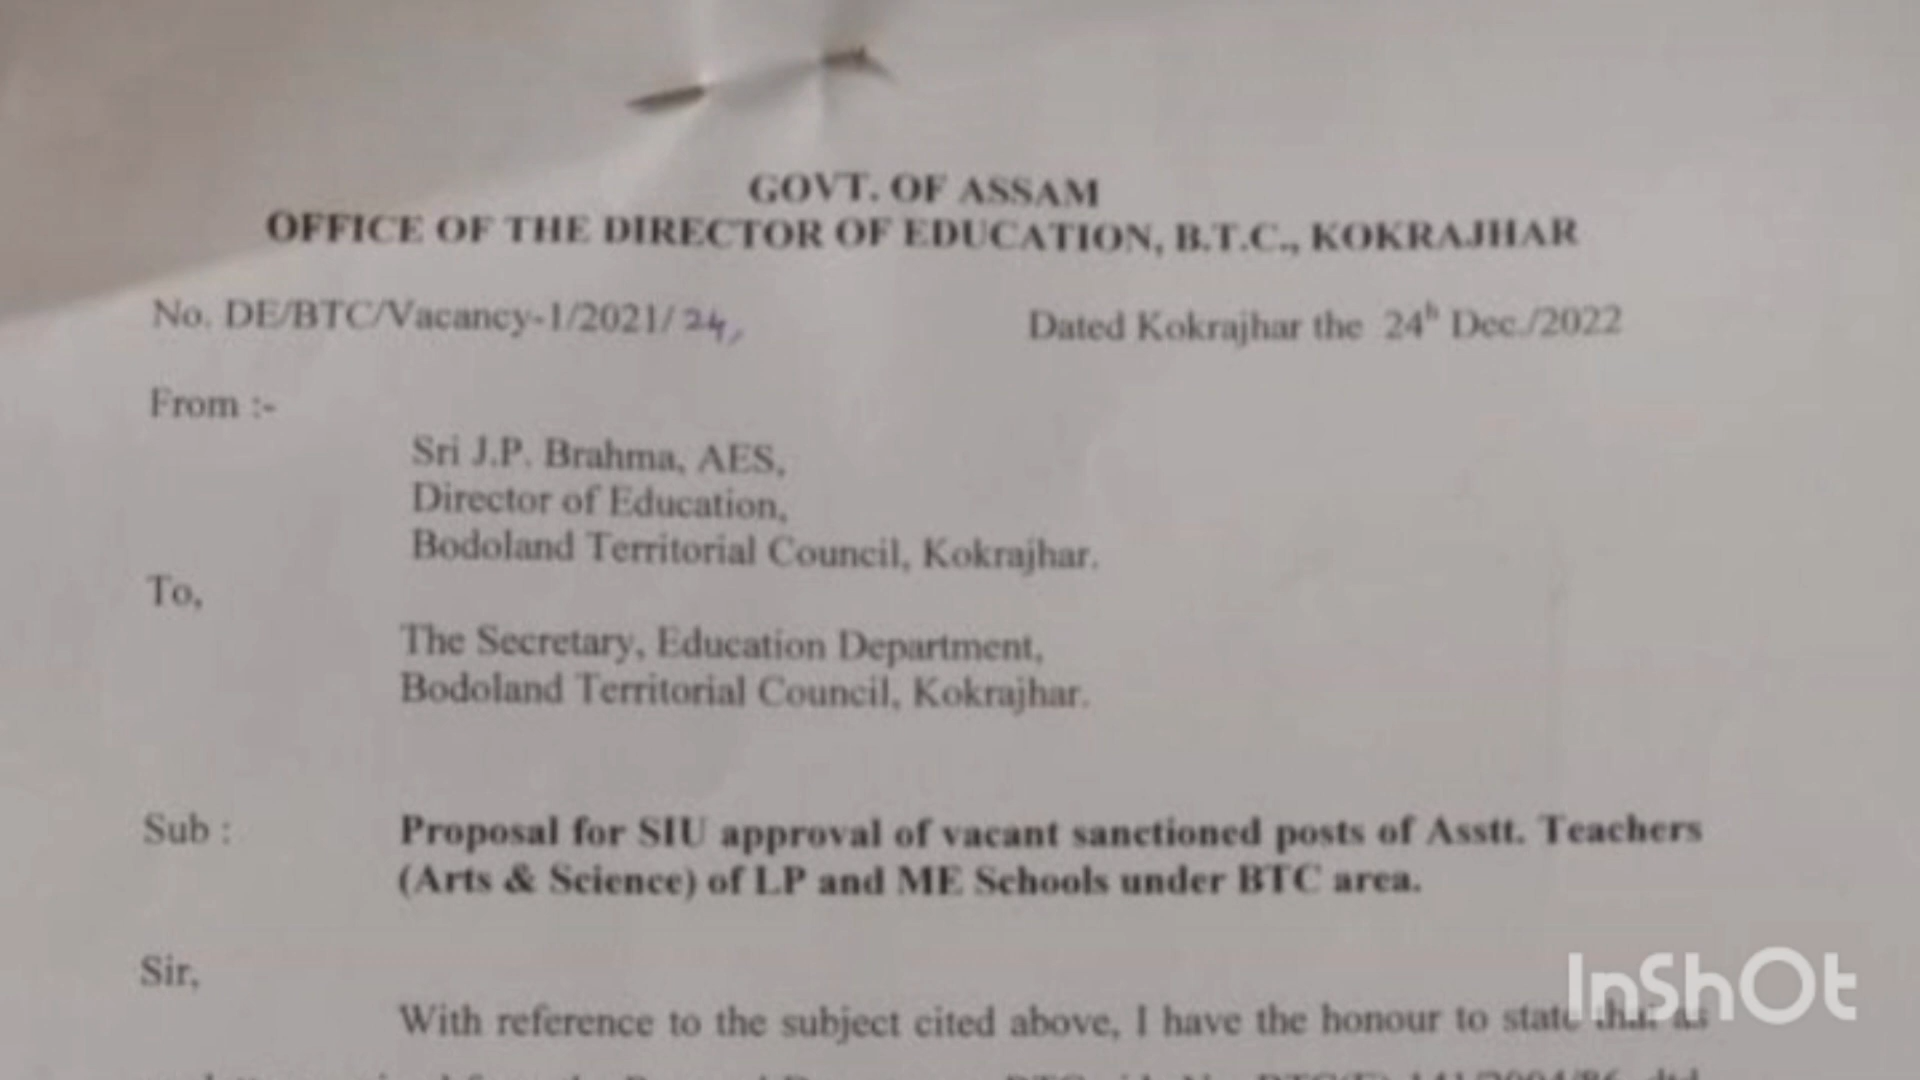 GOVT. OF ASSAM
OFFICE OF THE DIRECTOR OF EDUCATION, B.T.C., KOKRAJHAR
No. DE/BTC/Vacancy-1/2021/ 24, Dated Kokrajhar the 24h Dec./2022
From :-
Sri J.P. Brahma, AES,
Director of Education,
Bodoland Territorial Council, Kokrajhar.
To,
The Secretary, Education Department,
Bodoland Territorial Council, Kokrajhar.
Sub : Proposal for SIU approval of vacant sanctioned posts of Asstt. Teachers
(Arts & Science) of LP and ME Schools under BTC area.
Sir,
With reference to the subject cited above, I have the honour to state that as
InShOt